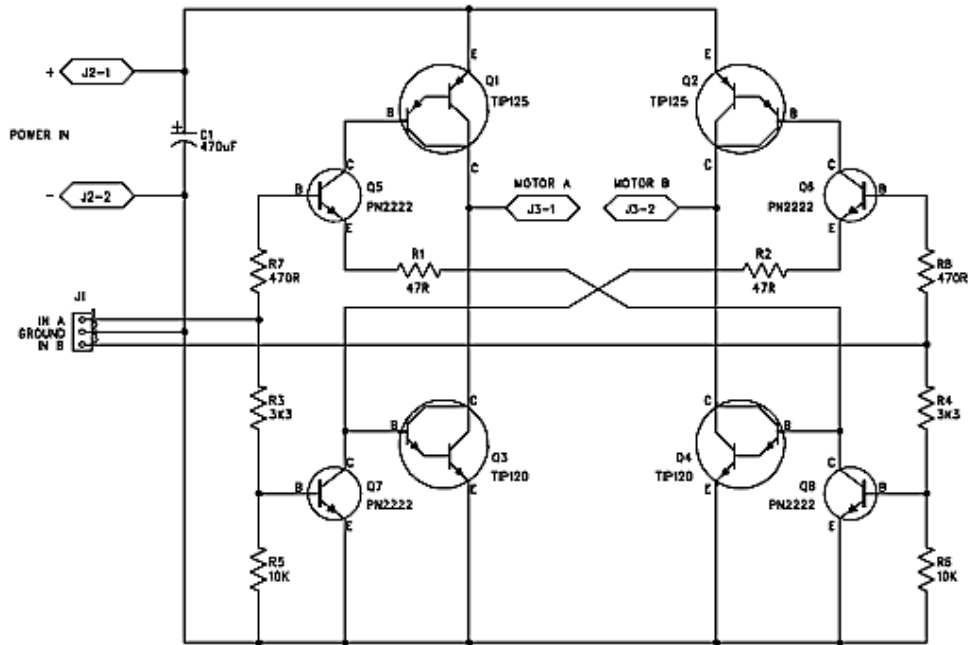 E
E
Q1
TIP125
Q2
TIP125
+ J2-1
B
B
POWER IN
+
C1
470uF
C
C
C
C
- J2-2
B
Q5
PN2222
MOTOR A
MOTOR B
Q6
PN2222
B
J3-1
J3-2
E
E
R7
470R
R1
47R
R2
47R
R8
470R
J1
IN A
GROUND
IN B
R3
3K3
R4
3K3
C
C
B
B
Q3
TIP120
Q4
TIP120
C
C
B
Q7
PN2222
Q8
PN2222
B
E
E
E
E
R5
10K
R6
10K